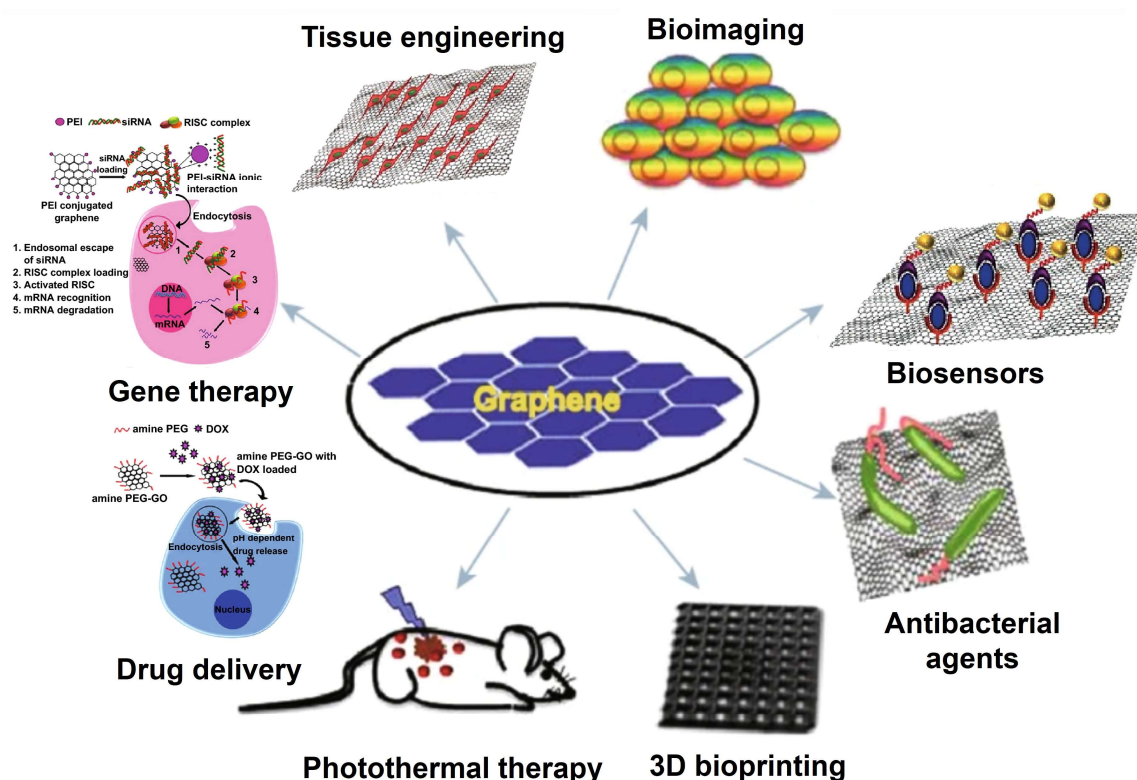 Tissue engineering
Bioimaging
PEI
siRNA
RISC complex
siRNA
loading
PEI-siRNA ionic
interaction
PEI conjugated
graphene
Endocytosis
1. Endosomal escape
of siRNA
2. RISC complex loading
3. Activated RISC
4. mRNA recognition
5. mRNA degradation
1
2
3
4
5
DNA
mRNA
Gene therapy
Graphene
Biosensors
amine PEG
DOX
amine PEG-GO with
DOX loaded
amine PEG-GO
Endocytosis
pH dependent
drug release
Nucleus
Drug delivery
Antibacterial
agents
Photothermal therapy
3D bioprinting